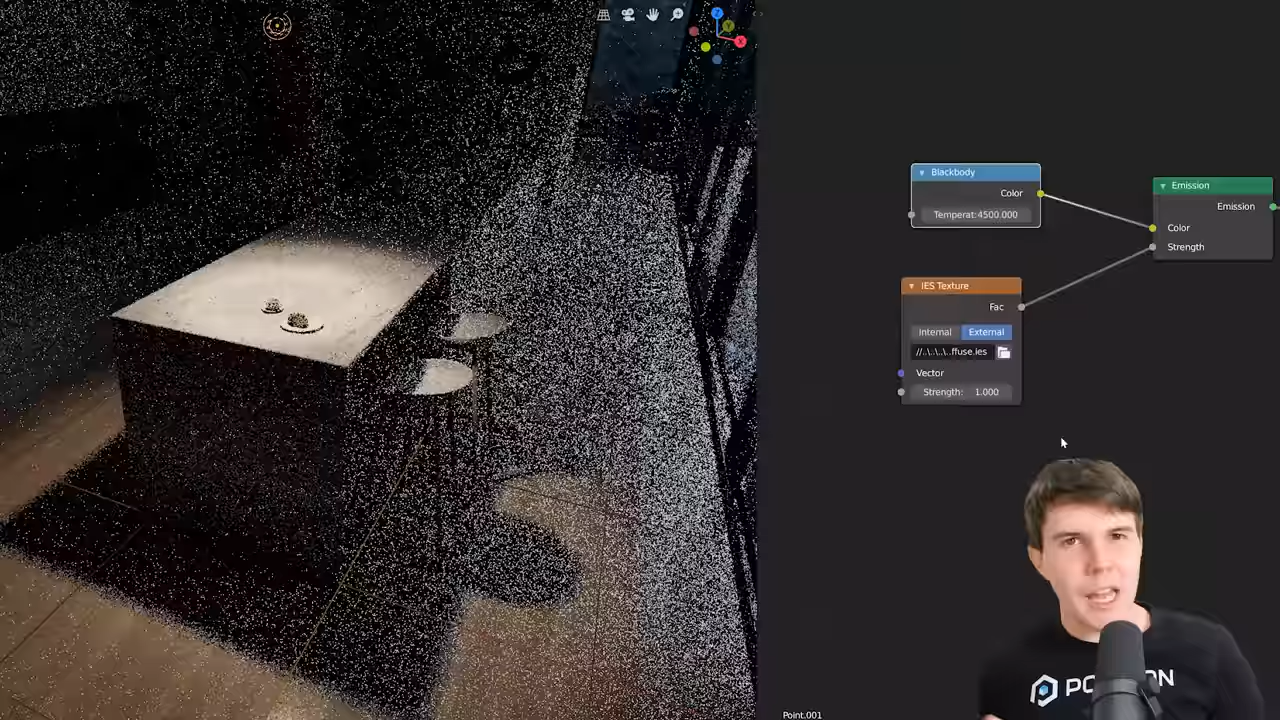 Z
Y
X
Blackbody
Color
Temperat:4500.000
Emission
Emission
Color
Strength
IES Texture
Fac
Internal External
//..\..\..\..ffuse.ies
Vector
Strength: 1.000
Point.001